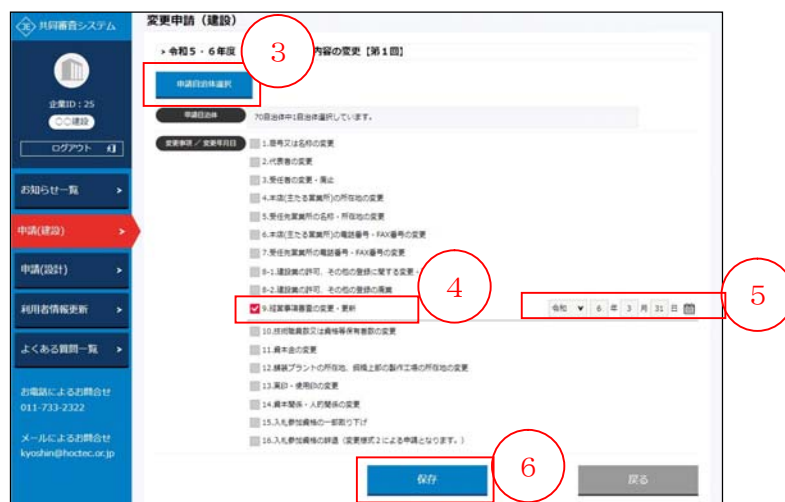 共同審査システム
企業ID：25
〇〇建設
ログアウト
お知らせ一覧
申請(建設)
申請(設計)
利用者情報更新
よくある質問一覧
お電話によるお問合せ
011-733-2322
メールによるお問合せ
kyoshin@hoctec.or.jp
変更申請（建設）
令和5・6年度
内容の変更【第1回】
3
申請自治体選択
申請自治体
70自治体中1自治体選択しています。
変更事項 ／ 変更年月日
1.商号又は名称の変更
2.代表者の変更
3.受任者の変更・廃止
4.本店(主たる営業所)の所在地の変更
5.受任先営業所の名称・所在地の変更
6.本店(主たる営業所)の電話番号・FAX番号の変更
7.受任先営業所の電話番号・FAX番号の変更
8-1.建設業の許可、その他の登録に関する変更・
8-2.建設業の許可、その他の登録の廃業
4
9.経営事項審査の変更・更新
令和 6 年 3 月 31 日
5
10.技術職員数又は資格等保有者数の変更
11.資本金の変更
12.舗装プラントの所在地、橋梁上部の製作工場の所在地の変更
13.実印・使用印の変更
14.資本関係・人的関係の変更
15.入札参加資格の一部取り下げ
16.入札参加資格の辞退（変更様式2による申請となります。）
保存
6
戻る